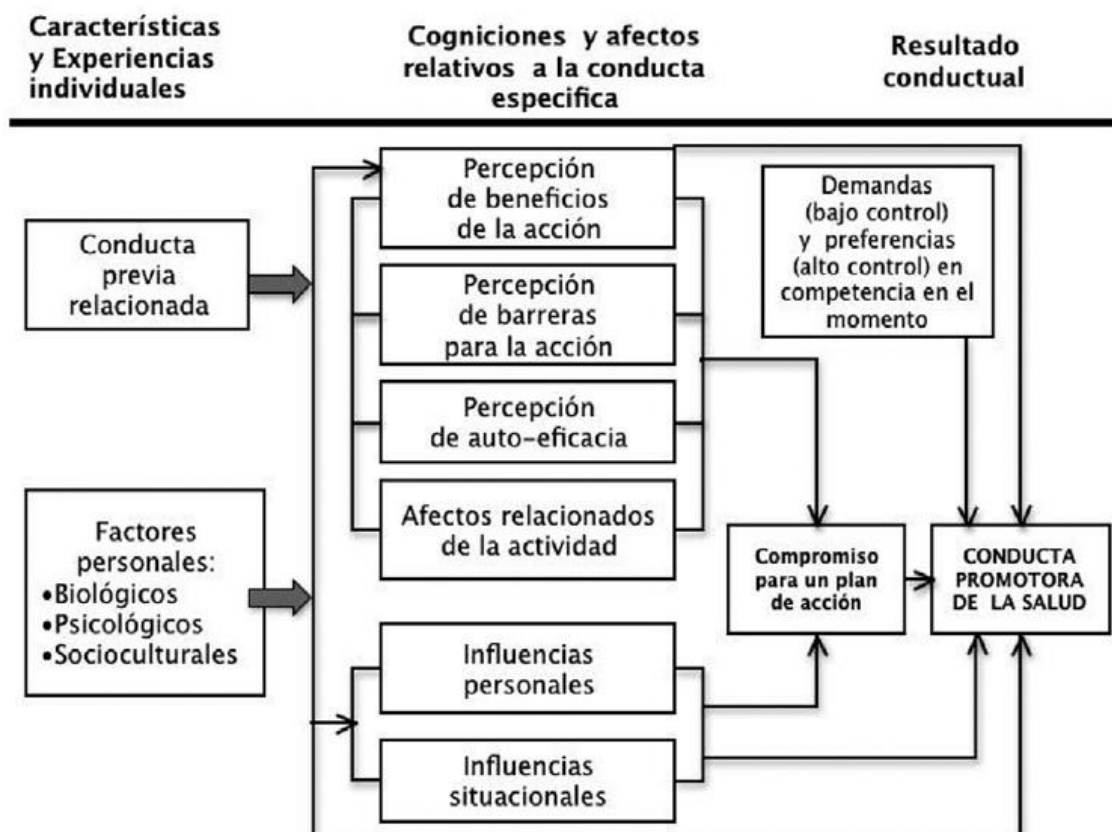 Características
y Experiencias
individuales
Cogniciones y afectos
relativos a la conducta
especifica
Resultado
conductual
Conducta
previa
relacionada
Factores
personales:
•Biológicos
•Psicológicos
•Socioculturales
Percepción
de beneficios
de la acción
Percepción
de barreras
para la acción
Percepción
de auto-eficacia
Afectos relacionados
de la actividad
Influencias
personales
Influencias
situacionales
Demandas
(bajo control)
y preferencias
(alto control) en
competencia en el
momento
Compromiso
para un plan
de acción
CONDUCTA
PROMOTORA
DE LA SALUD